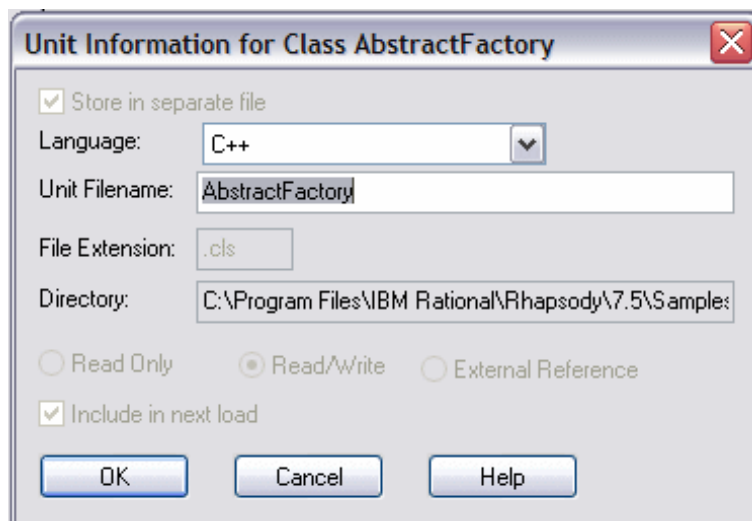 Unit Information for Class AbstractFactory
Store in separate file
Language: C++
Unit Filename: AbstractFactory
File Extension: .cls
Directory: C:\Program Files\IBM Rational\Rhapsody\7.5\Samples
Read Only Read/Write External Reference
Include in next load
OK Cancel Help